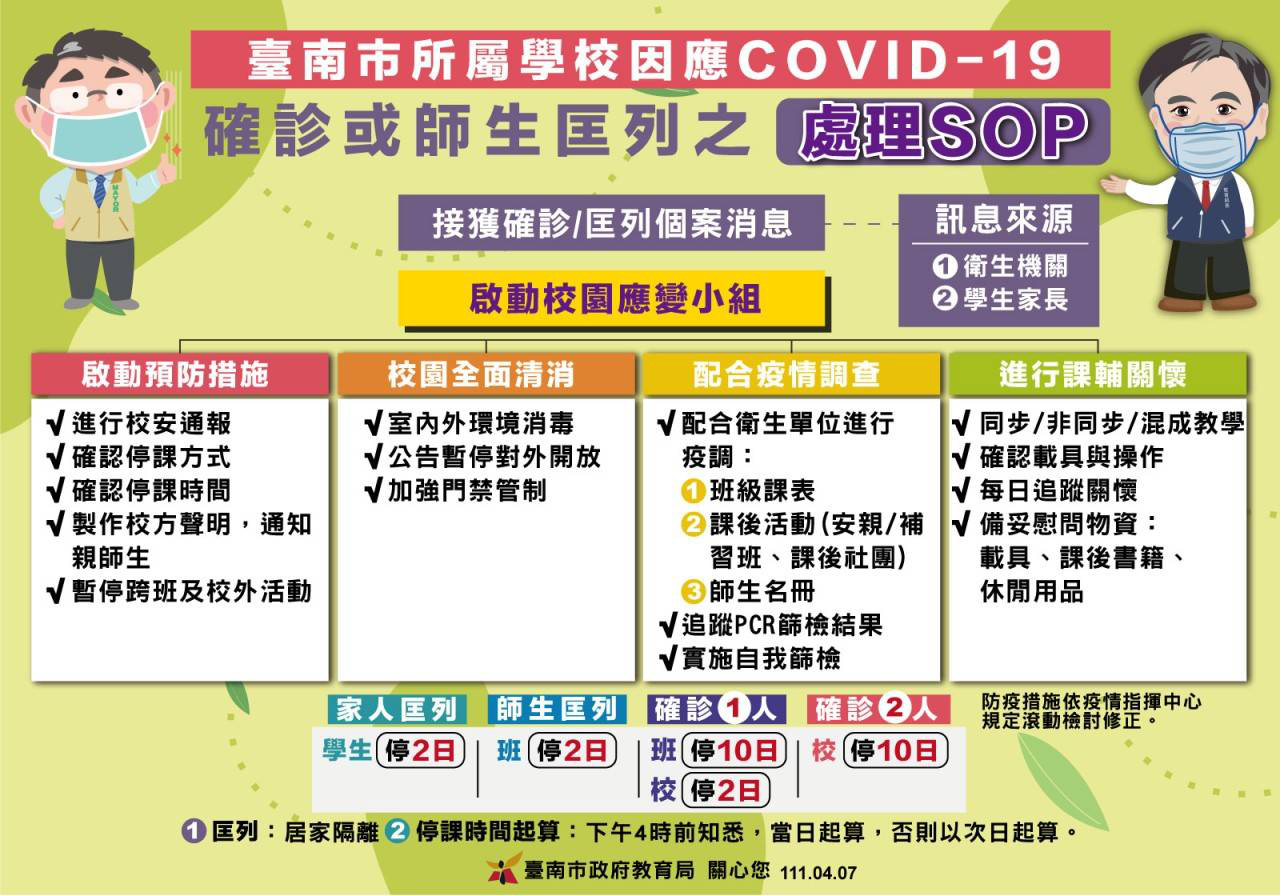 臺南市所屬學校因應COVID-19
確診或師生匡列之 處理SOP
MAYOR
接獲確診/匡列個案消息
訊息來源
❶衛生機關
❷學生家長
啟動校園應變小組
啟動預防措施
√進行校安通報
√確認停課方式
√確認停課時間
√製作校方聲明，通知
親師生
√暫停跨班及校外活動
校園全面清消
√室內外環境消毒
√公告暫停對外開放
√加強門禁管制
配合疫情調查
√配合衛生單位進行
疫調：
❶班級課表
❷課後活動(安親/補
習班、課後社團)
❸師生名冊
√追蹤PCR篩檢結果
√實施自我篩檢
進行課輔關懷
√同步/非同步/混成教學
√確認載具與操作
√每日追蹤關懷
√備妥慰問物資：
載具、課後書籍、
休閒用品
家人匡列
學生 停2日
師生匡列
班 停2日
確診❶人
班 停10日
校 停2日
確診❷人
校 停10日
防疫措施依疫情指揮中心
規定滾動檢討修正。
❶ 匡列：居家隔離 ❷ 停課時間起算：下午4時前知悉，當日起算，否則以次日起算。
臺南市政府教育局 關心您 111.04.07